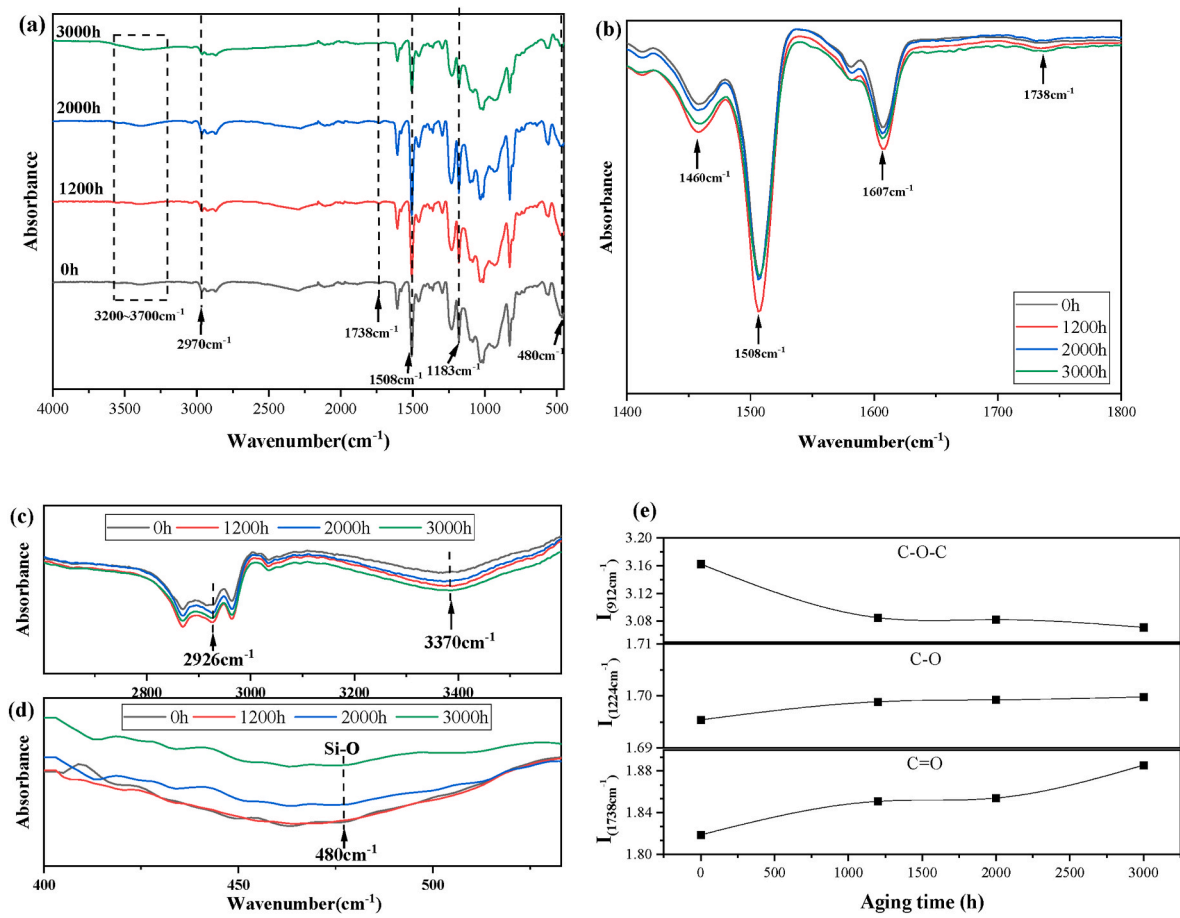 (a)
3000h
2000h
1200h
0h
3200~3700cm⁻¹
2970cm⁻¹
1738cm⁻¹
1508cm⁻¹
1183cm⁻¹
480cm⁻¹
Absorbance
4000 3500 3000 2500 2000 1500 1000 500
Wavenumber(cm⁻¹)
(b)
1460cm⁻¹
1508cm⁻¹
1607cm⁻¹
1738cm⁻¹
0h
1200h
2000h
3000h
Absorbance
1400 1500 1600 1700 1800
Wavenumber(cm⁻¹)
(c)
0h 1200h 2000h 3000h
2926cm⁻¹
3370cm⁻¹
Absorbance
2800 3000 3200 3400
(d)
0h 1200h 2000h 3000h
Si-O
480cm⁻¹
Absorbance
400 450 500
Wavenumber(cm⁻¹)
(e)
C-O-C
3.20
3.16
3.08
I(912cm⁻¹)
C-O
1.71
1.70
1.69
I(1224cm⁻¹)
C=O
1.88
1.84
1.80
I(1738cm⁻¹)
0 500 1000 1500 2000 2500 3000
Aging time (h)